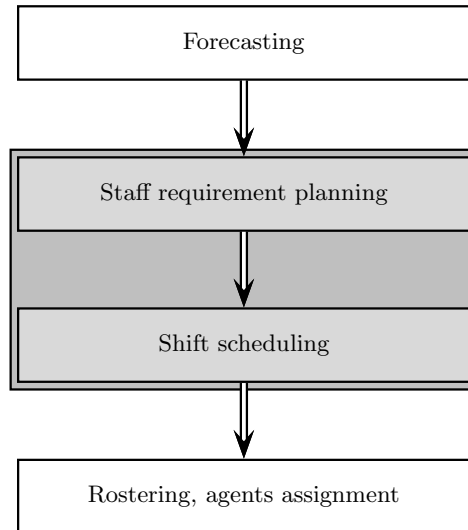 Forecasting
Staff requirement planning
Shift scheduling
Rostering, agents assignment